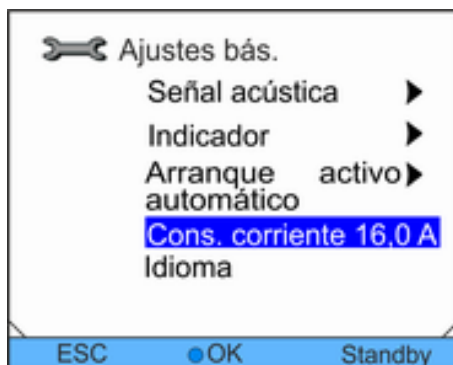 Ajustes bás.
Señal acústica
Indicador
Arranque activo
automático
Cons. corriente 16,0 A
Idioma
ESC OK Standby